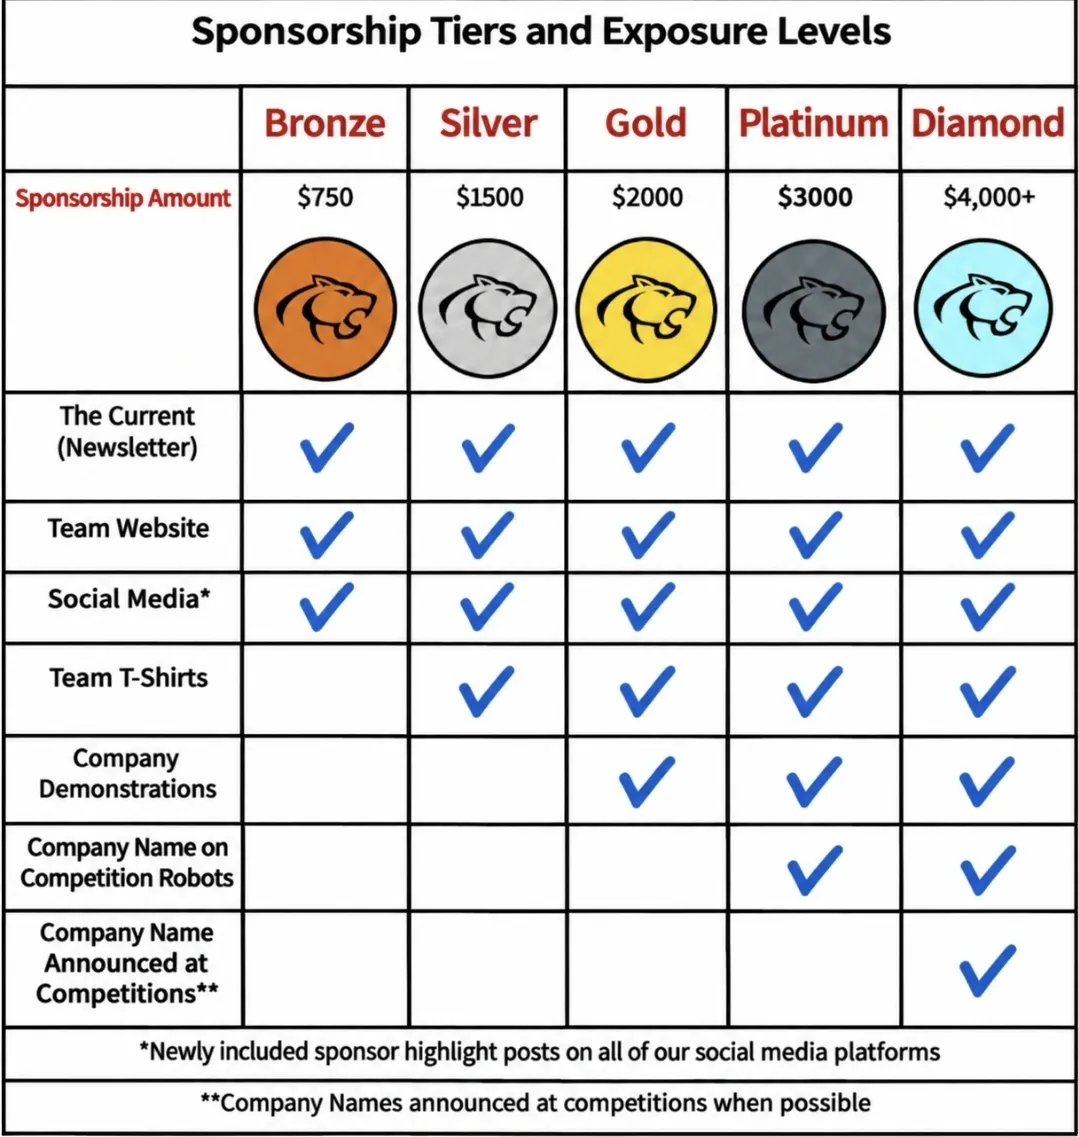 Sponsorship Tiers and Exposure Levels
Bronze Silver Gold Platinum Diamond
Sponsorship Amount $750 $1500 $2000 $3000 $4,000+
The Current
(Newsletter)
Team Website
Social Media*
Team T-Shirts
Company
Demonstrations
Company Name on
Competition Robots
Company Name
Announced at
Competitions**
*Newly included sponsor highlight posts on all of our social media platforms
**Company Names announced at competitions when possible